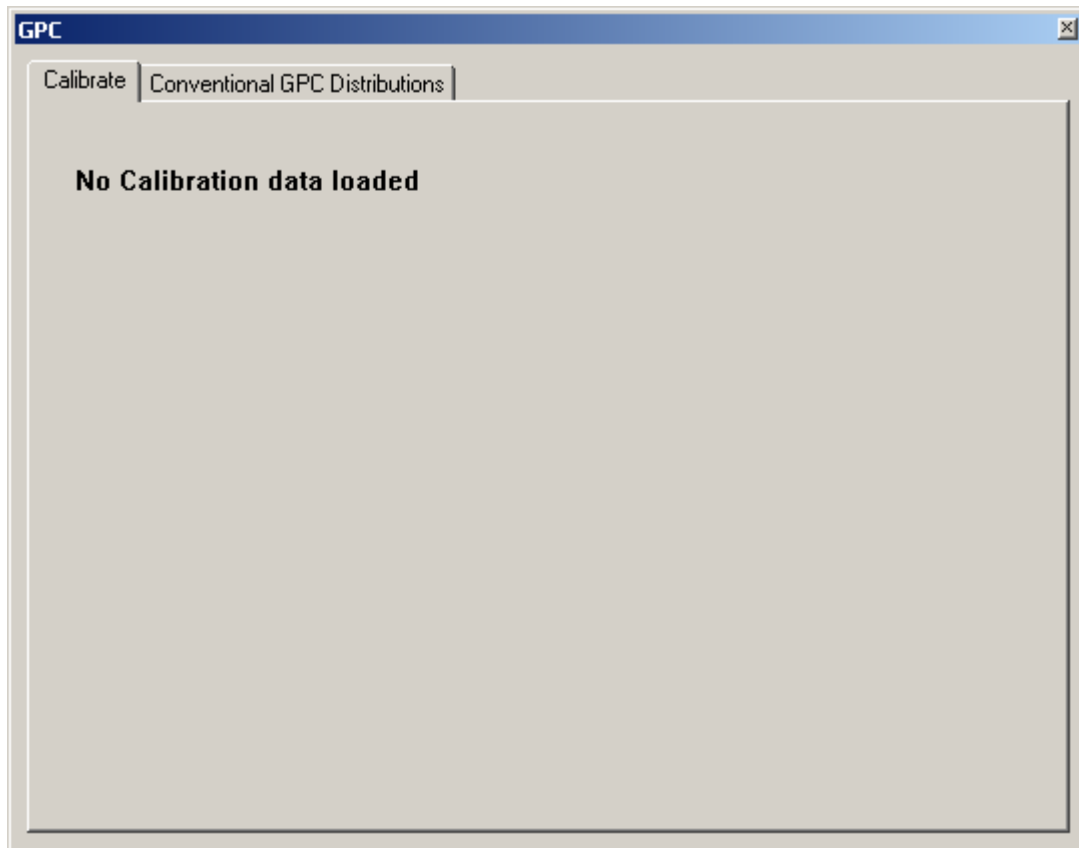 GPC
Calibrate
Conventional GPC Distributions
No Calibration data loaded